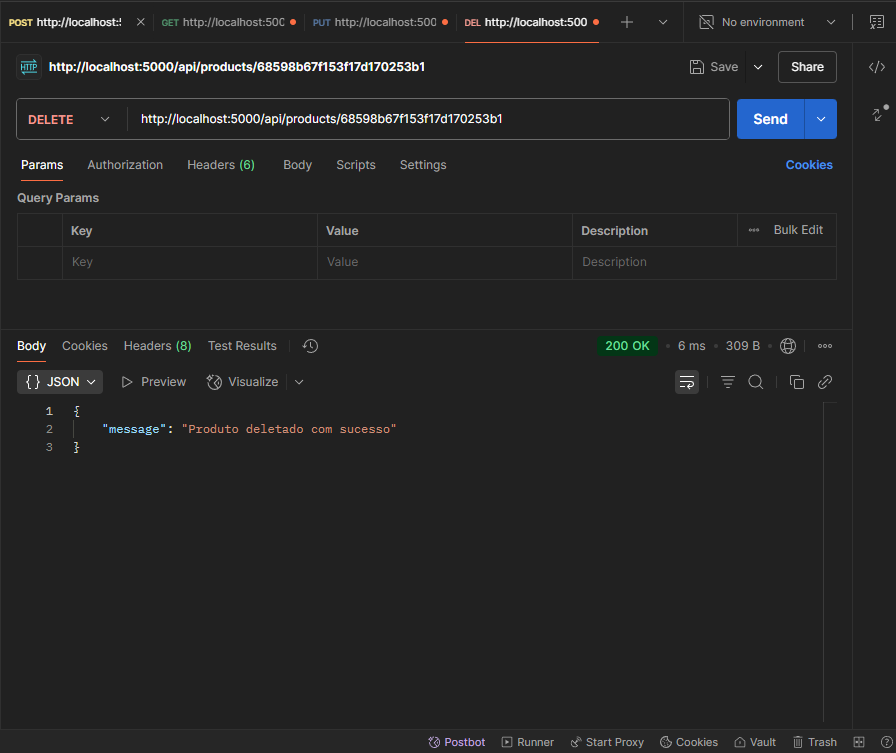 POST http://localhost:! GET http://localhost:500 PUT http://localhost:500 DEL http://localhost:500 No environment
HTTP http://localhost:5000/api/products/68598b67f153f17d170253b1 Save Share
DELETE http://localhost:5000/api/products/68598b67f153f17d170253b1 Send
Params Authorization Headers (6) Body Scripts Settings Cookies
Query Params
Key Value Description Bulk Edit
Key Value Description
Body Cookies Headers (8) Test Results 200 OK 6 ms 309 B
{} JSON Preview Visualize
1 {
2 "message": "Produto deletado com sucesso"
3 }
Postbot Runner Start Proxy Cookies Vault Trash